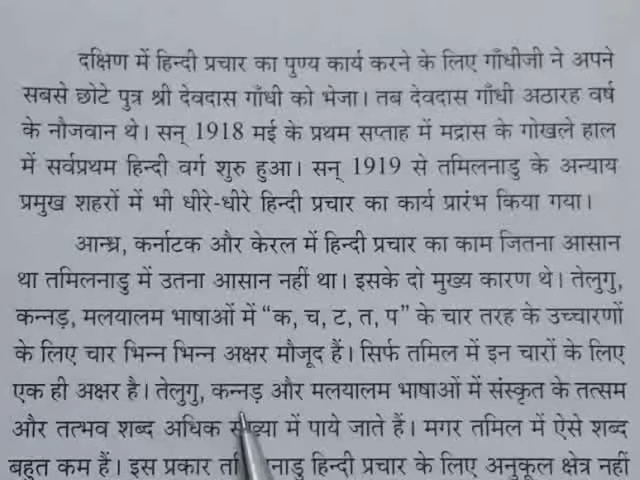 दक्षिण में हिन्दी प्रचार का पुण्य कार्य करने के लिए गाँधीजी ने अपने
सबसे छोटे पुत्र श्री देवदास गाँधी को भेजा। तब देवदास गाँधी अठारह वर्ष
के नौजवान थे। सन् 1918 मई के प्रथम सप्ताह में मद्रास के गोखले हाल
में सर्वप्रथम हिन्दी वर्ग शुरु हुआ। सन् 1919 से तमिलनाडु के अन्याय
प्रमुख शहरों में भी धीरे-धीरे हिन्दी प्रचार का कार्य प्रारंभ किया गया।
आन्ध्र, कर्नाटक और केरल में हिन्दी प्रचार का काम जितना आसान
था तमिलनाडु में उतना आसान नहीं था। इसके दो मुख्य कारण थे। तेलुगु,
कन्नड़, मलयालम भाषाओं में “क, च, ट, त, प” के चार तरह के उच्चारणों
के लिए चार भिन्न भिन्न अक्षर मौजूद हैं। सिर्फ तमिल में इन चारों के लिए
एक ही अक्षर है। तेलुगु, कन्नड़ और मलयालम भाषाओं में संस्कृत के तत्सम
और तत्भव शब्द अधिक संख्या में पाये जाते हैं। मगर तमिल में ऐसे शब्द
बहुत कम हैं। इस प्रकार हिन्दी प्रचार के लिए अनुकूल क्षेत्र नहीं